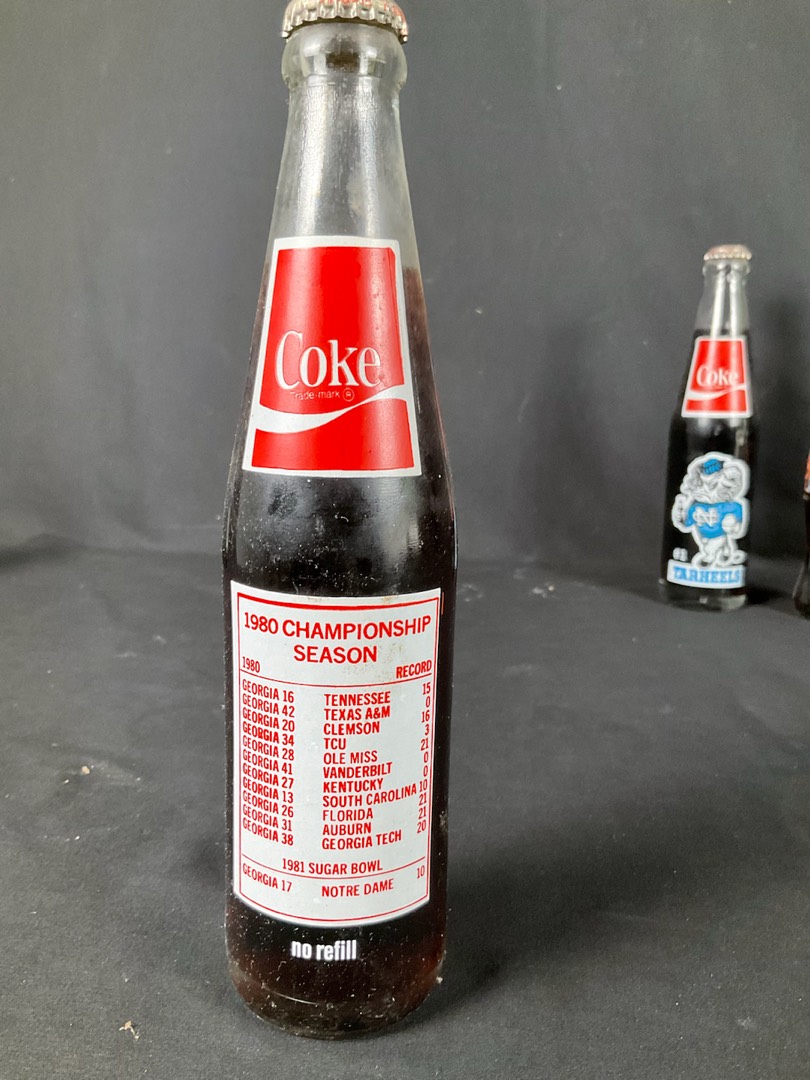 Coke
Trade-mark ®
1980 CHAMPIONSHIP
SEASON
1980 RECORD
GEORGIA 16 TENNESSEE 15
GEORGIA 42 TEXAS A&M 0
GEORGIA 20 CLEMSON 16
GEORGIA 34 TCU 3
GEORGIA 28 OLE MISS 21
GEORGIA 41 VANDERBILT 0
GEORGIA 27 KENTUCKY 0
GEORGIA 13 SOUTH CAROLINA 10
GEORGIA 26 FLORIDA 21
GEORGIA 31 AUBURN 21
GEORGIA 38 GEORGIA TECH 20
1981 SUGAR BOWL
GEORGIA 17 NOTRE DAME 10
no refill
Coke
NC
TARHEELS